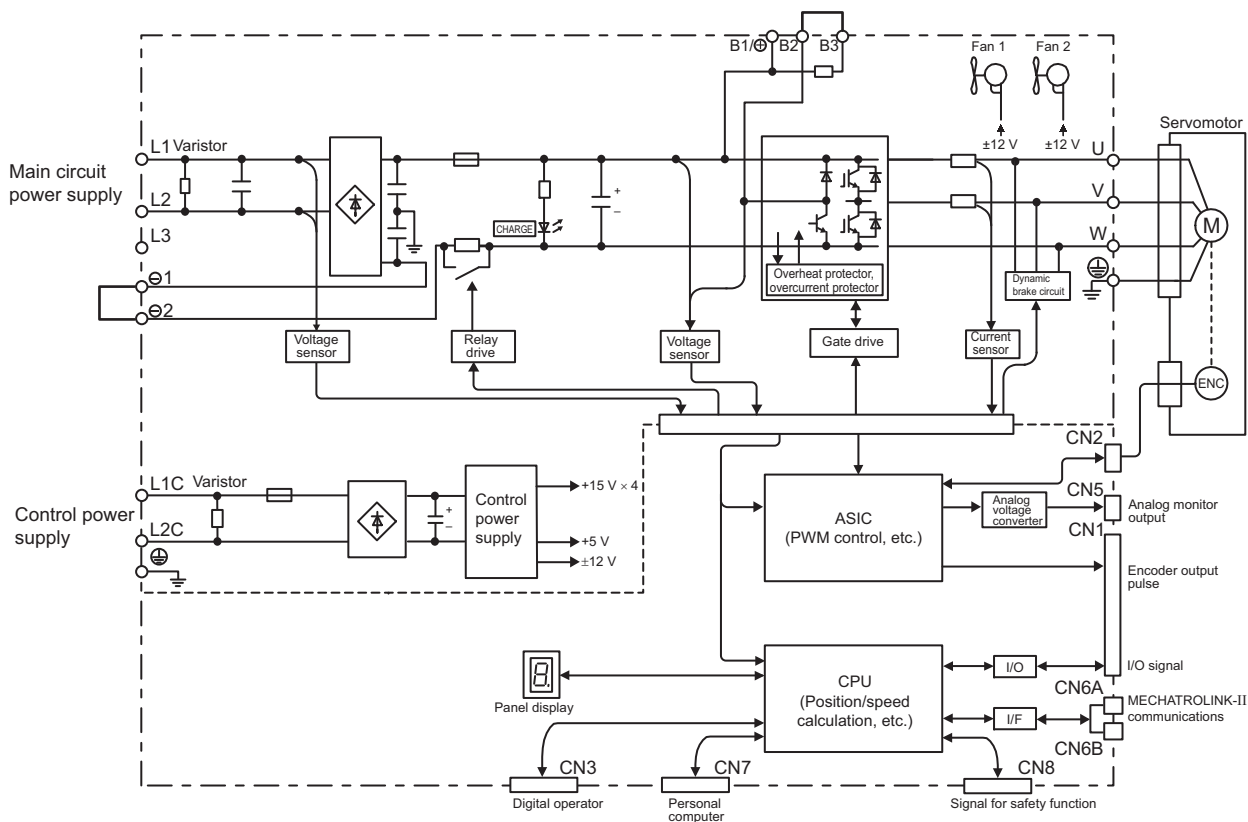 B1/⊕
B2
B3
Fan 1
Fan 2
±12 V
±12 V
Servomotor
Main circuit
power supply
L1
Varistor
L2
L3
⊖1
⊖2
CHARGE
+
–
Overheat protector,
overcurrent protector
U
V
W
M
Dynamic
brake circuit
Voltage
sensor
Relay
drive
Voltage
sensor
Gate drive
Current
sensor
ENC
CN2
Control power
supply
L1C
Varistor
L2C
+
–
Control
power
supply
+15 V × 4
+5 V
±12 V
ASIC
(PWM control, etc.)
Analog
voltage
converter
CN5
Analog monitor
output
CN1
Encoder output
pulse
I/O
I/O signal
8.
Panel display
CPU
(Position/speed
calculation, etc.)
CN6A
I/F
MECHATROLINK-II
communications
CN6B
CN3
Digital operator
CN7
Personal
computer
CN8
Signal for safety function